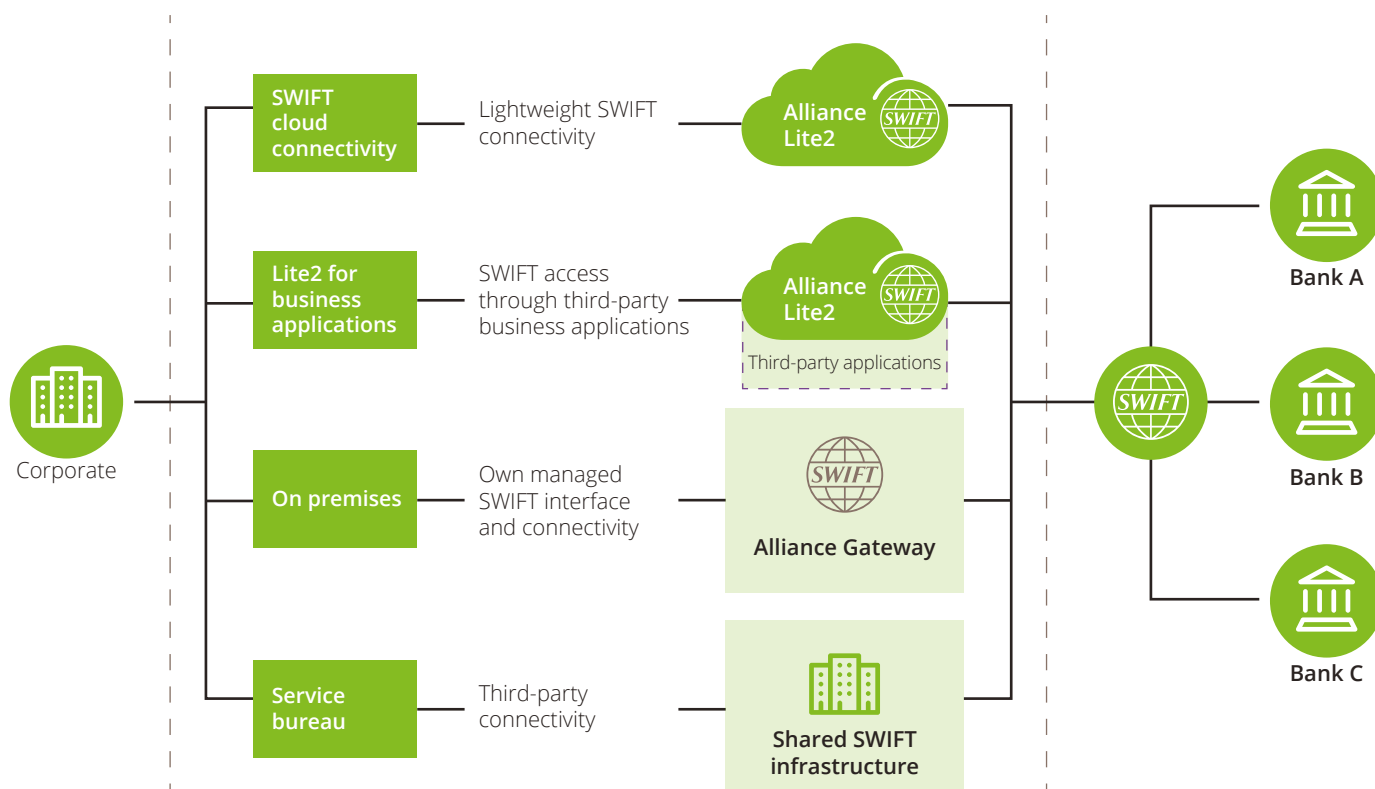 Corporate
SWIFT
cloud
connectivity
Lightweight SWIFT
connectivity
Alliance
Lite2
SWIFT
Lite2 for
business
applications
SWIFT access
through third-party
business applications
Alliance
Lite2
SWIFT
Third-party applications
On premises
Own managed
SWIFT interface
and connectivity
SWIFT
Alliance Gateway
Service
bureau
Third-party
connectivity
Shared SWIFT
infrastructure
SWIFT
Bank A
Bank B
Bank C